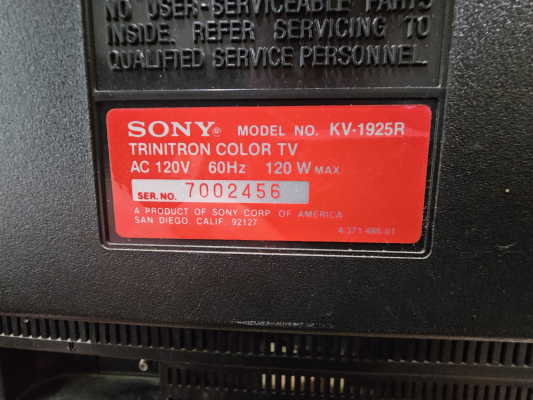 NO USER-SERVICEABLE PARTS
INSIDE. REFER SERVICING TO
QUALIFIED SERVICE PERSONNEL.
SONY® MODEL NO. KV-1925R
TRINITRON COLOR TV
AC 120V 60Hz 120 W MAX.
SER. NO. 7002456
A PRODUCT OF SONY CORP. OF AMERICA
SAN DIEGO, CALIF. 92127
4-371-486-01